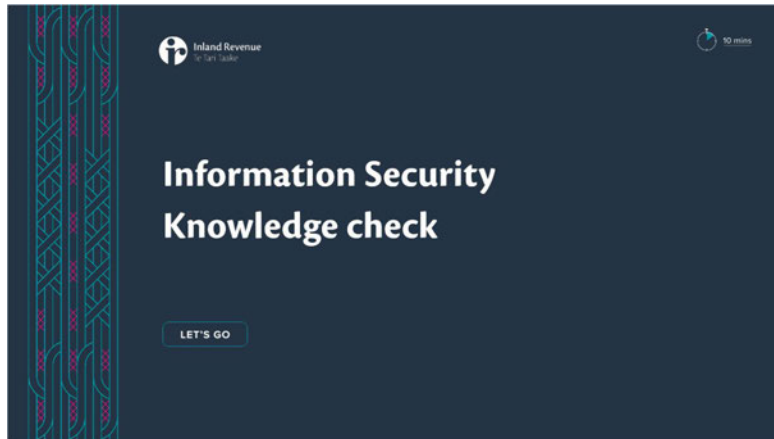 Inland Revenue
Te Tari Taake
10 mins
Information Security
Knowledge check
LET'S GO